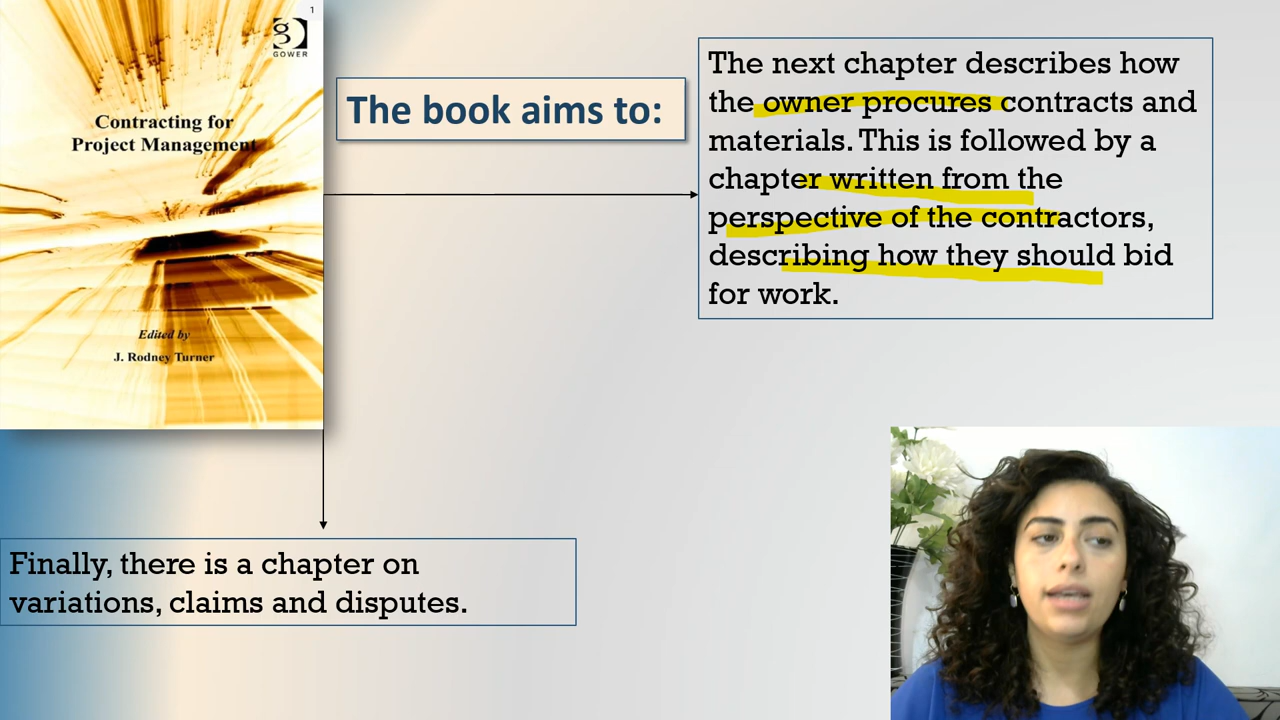 1
GOWER
Contracting for
Project Management
Edited by
J. Rodney Turner
The book aims to:
The next chapter describes how
the owner procures contracts and
materials. This is followed by a
chapter written from the
perspective of the contractors,
describing how they should bid
for work.
Finally, there is a chapter on
variations, claims and disputes.